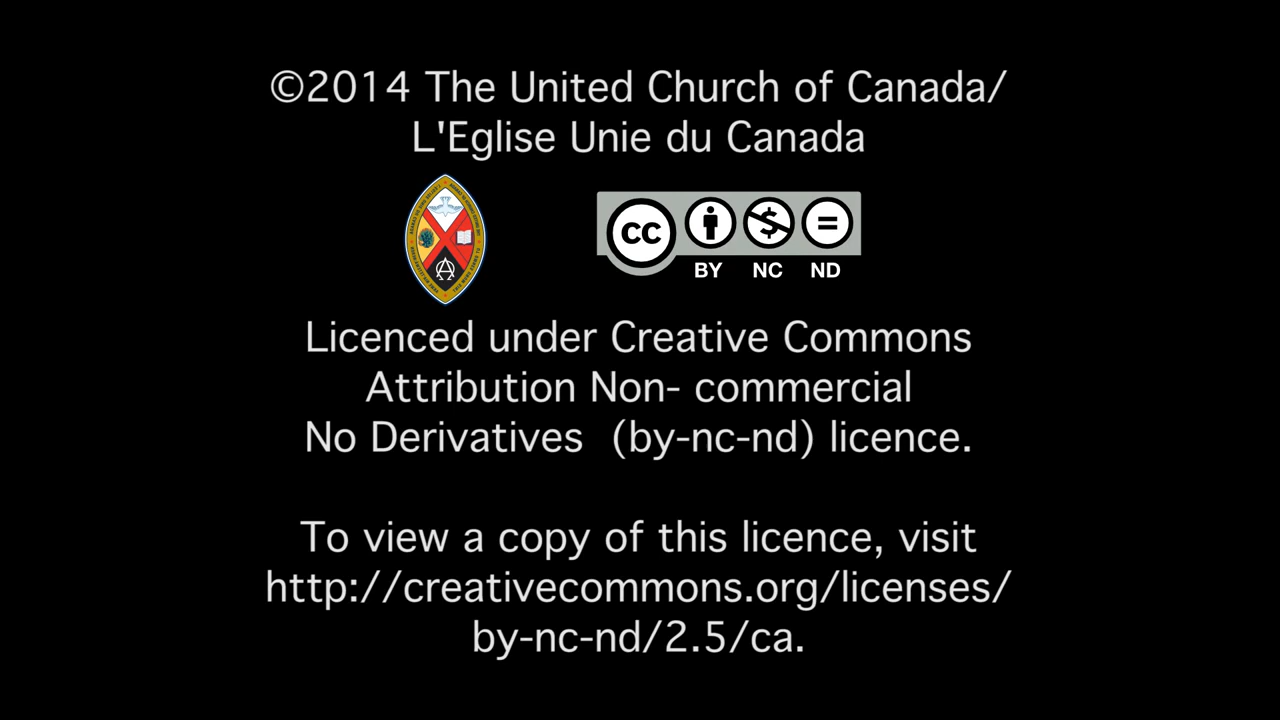 ©2014 The United Church of Canada/
L'Eglise Unie du Canada
CC
BY NC ND
Licenced under Creative Commons
Attribution Non- commercial
No Derivatives (by-nc-nd) licence.
To view a copy of this licence, visit
http://creativecommons.org/licenses/
by-nc-nd/2.5/ca.